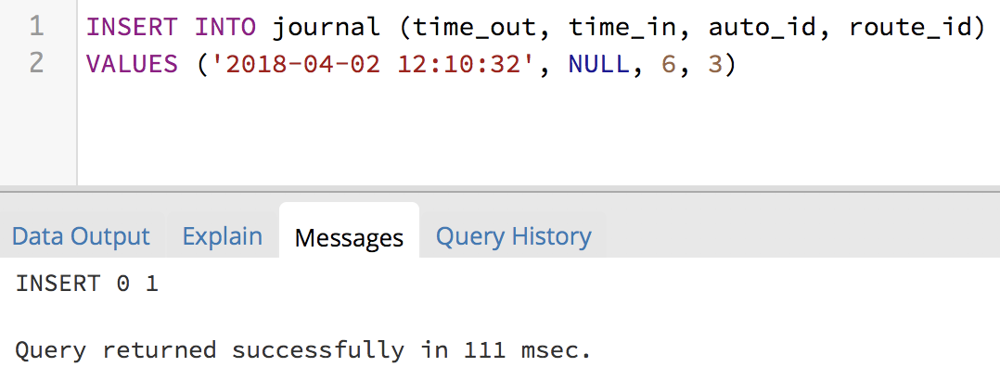 1 INSERT INTO journal (time_out, time_in, auto_id, route_id)
2 VALUES ('2018-04-02 12:10:32', NULL, 6, 3)
Data Output Explain Messages Query History
INSERT 0 1
Query returned successfully in 111 msec.